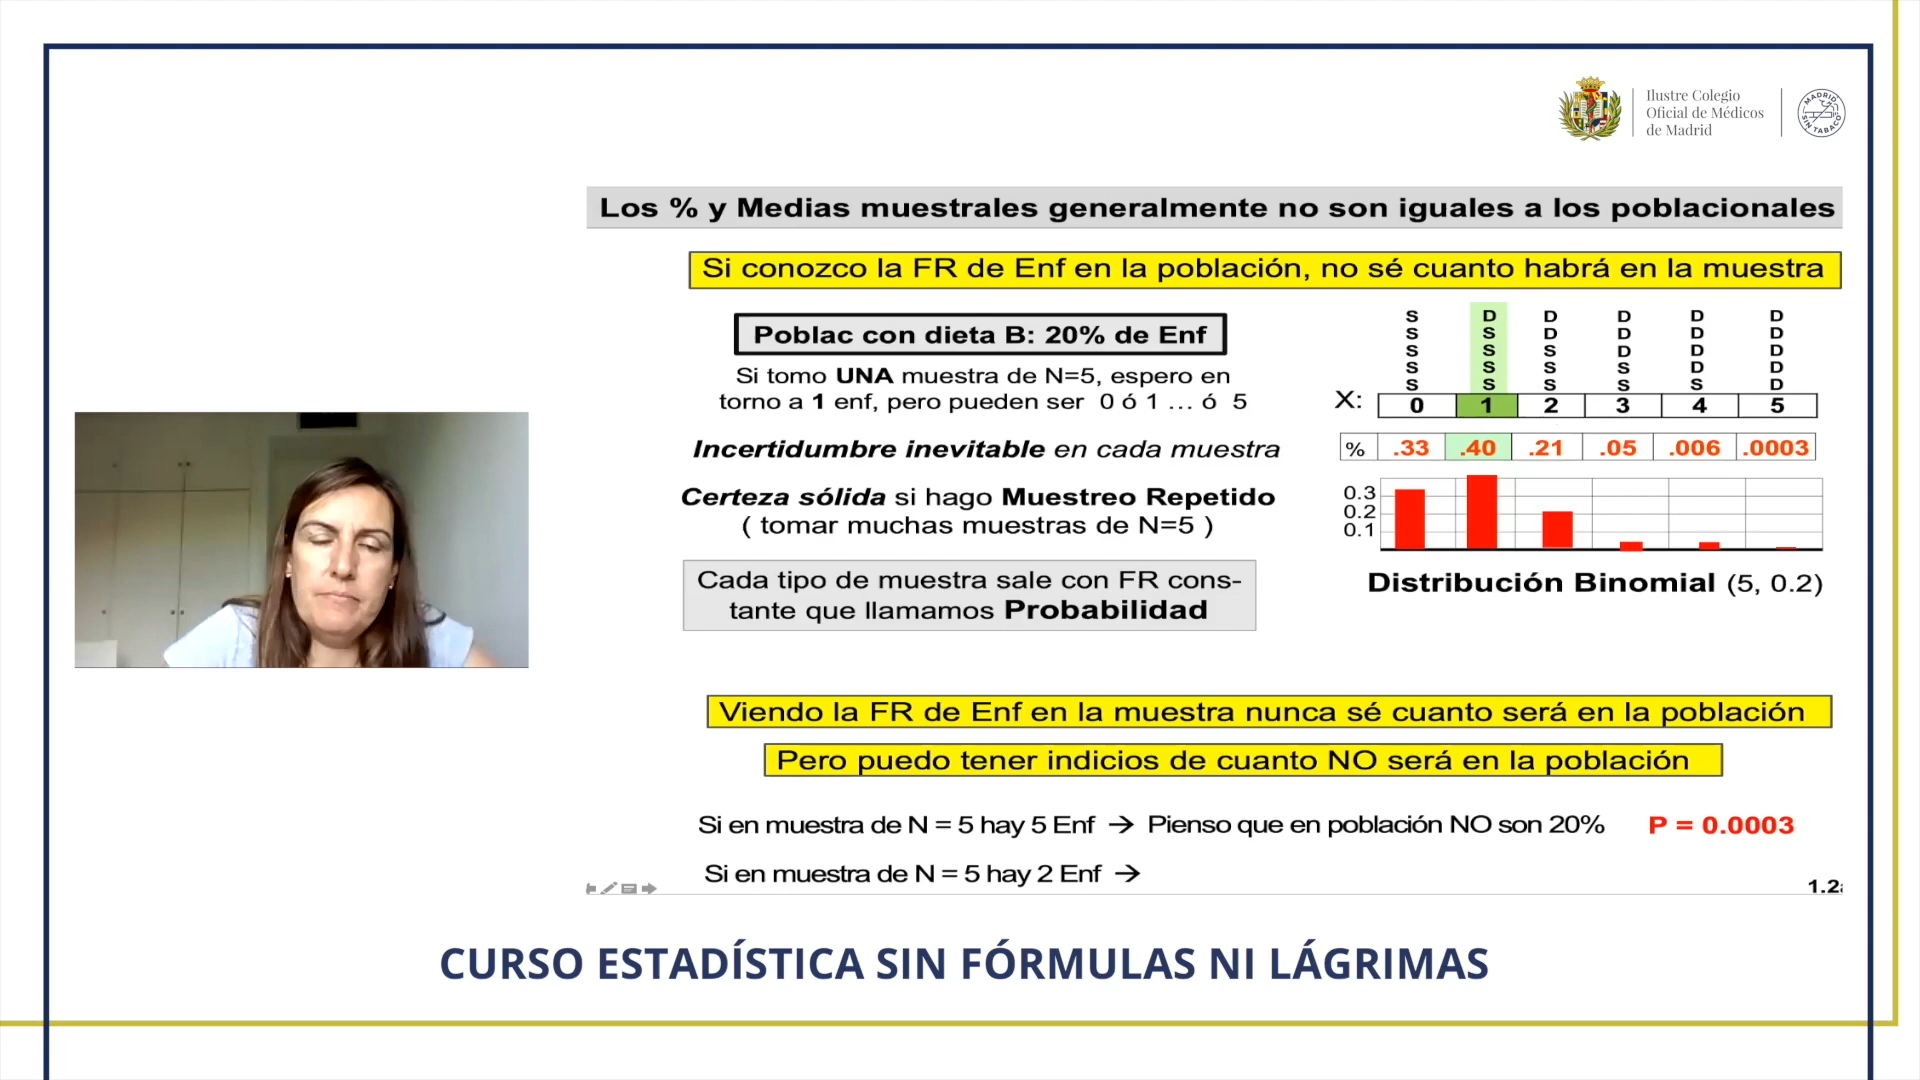 Ilustre Colegio
Oficial de Médicos
de Madrid
MADRID
SIN TABACO
Los % y Medias muestrales generalmente no son iguales a los poblacionales
Si conozco la FR de Enf en la población, no sé cuanto habrá en la muestra
Poblac con dieta B: 20% de Enf
Si tomo UNA muestra de N=5, espero en
torno a 1 enf, pero pueden ser 0 ó 1 ... ó 5
Incertidumbre inevitable en cada muestra
Certeza sólida si hago Muestreo Repetido
( tomar muchas muestras de N=5 )
Cada tipo de muestra sale con FR cons-
tante que llamamos Probabilidad
S D D D D D
S S D D D D
S S S D D D
S S S S D D
S S S S S D
X: 0 1 2 3 4 5
% .33 .40 .21 .05 .006 .0003
0.3
0.2
0.1
Distribución Binomial (5, 0.2)
Viendo la FR de Enf en la muestra nunca sé cuanto será en la población
Pero puedo tener indicios de cuanto NO será en la población
Si en muestra de N = 5 hay 5 Enf → Pienso que en población NO son 20% P = 0.0003
Si en muestra de N = 5 hay 2 Enf →
CURSO ESTADÍSTICA SIN FÓRMULAS NI LÁGRIMAS